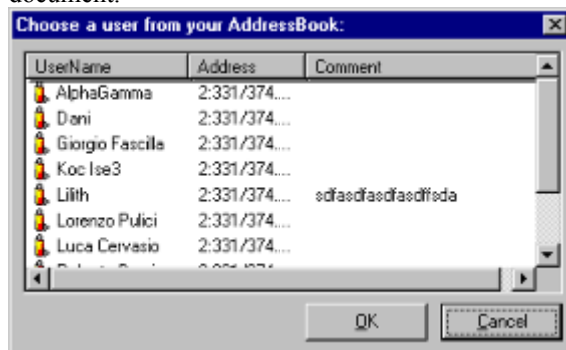 document.
Choose a user from your AddressBook:
UserName Address Comment
AlphaGamma 2:331/374....
Dani 2:331/374....
Giorgio Fascilla 2:331/374....
Koc Ise3 2:331/374....
Lilith 2:331/374.... sdfasdfasdfasdffsda
Lorenzo Pulici 2:331/374....
Luca Cervasio 2:331/374....
OK Cancel